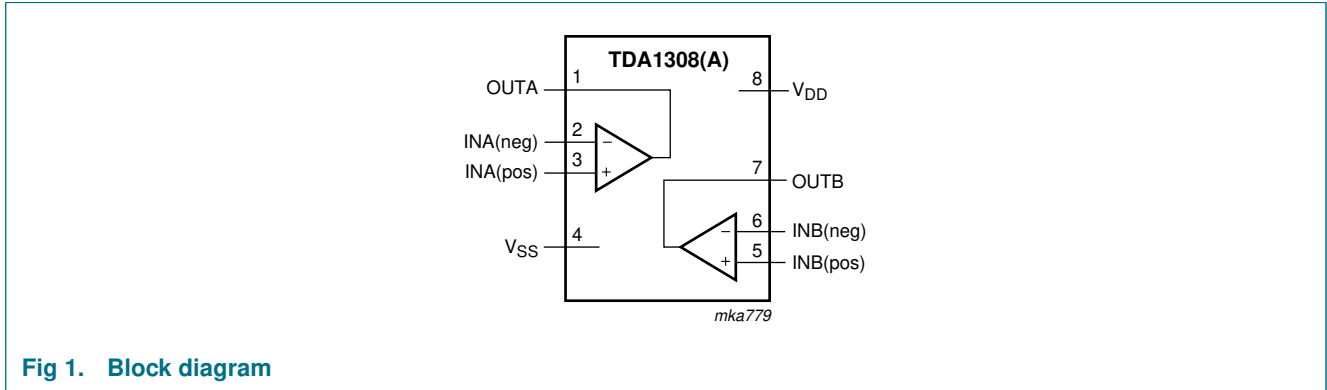 TDA1308(A)
OUTA 1
8 VDD
INA(neg) 2 −
INA(pos) 3 +
7 OUTB
− 6 INB(neg)
VSS 4
+ 5 INB(pos)
mka779
Fig 1. Block diagram